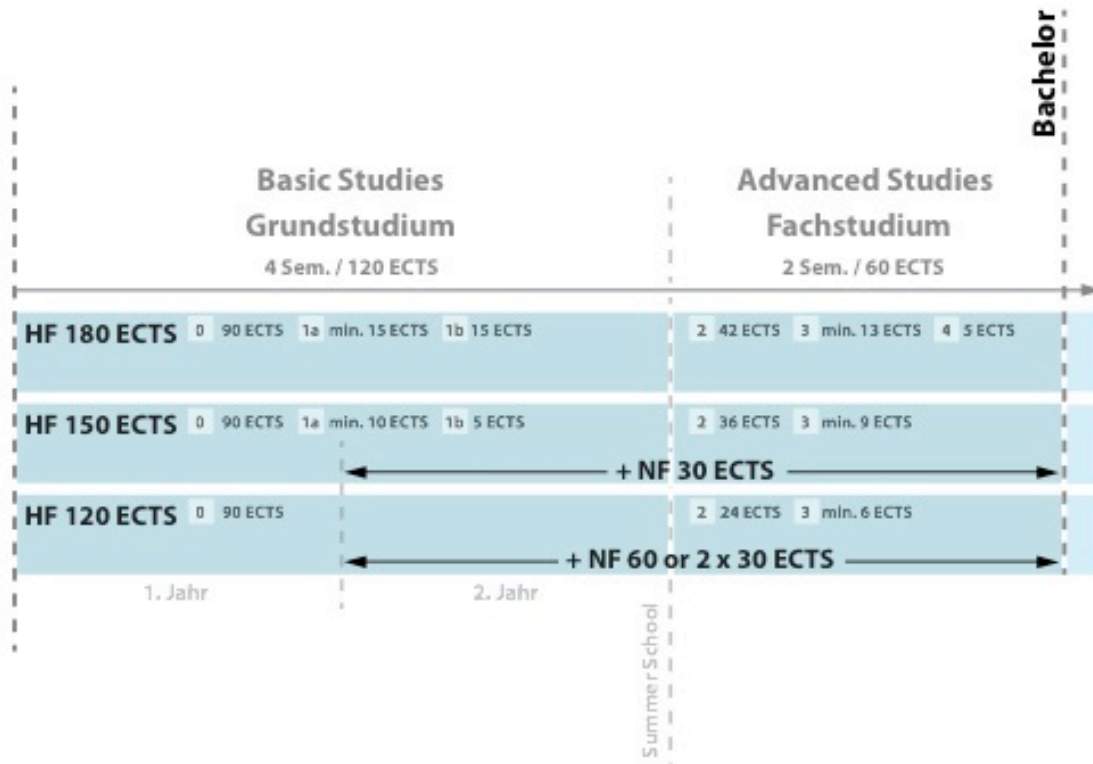 Bachelor
Basic Studies
Grundstudium
4 Sem. / 120 ECTS
Advanced Studies
Fachstudium
2 Sem. / 60 ECTS
HF 180 ECTS 0 90 ECTS 1a min. 15 ECTS 1b 15 ECTS 2 42 ECTS 3 min. 13 ECTS 4 5 ECTS
HF 150 ECTS 0 90 ECTS 1a min. 10 ECTS 1b 5 ECTS 2 36 ECTS 3 min. 9 ECTS
+ NF 30 ECTS
HF 120 ECTS 0 90 ECTS 2 24 ECTS 3 min. 6 ECTS
+ NF 60 or 2 x 30 ECTS
1. Jahr 2. Jahr
Summer School